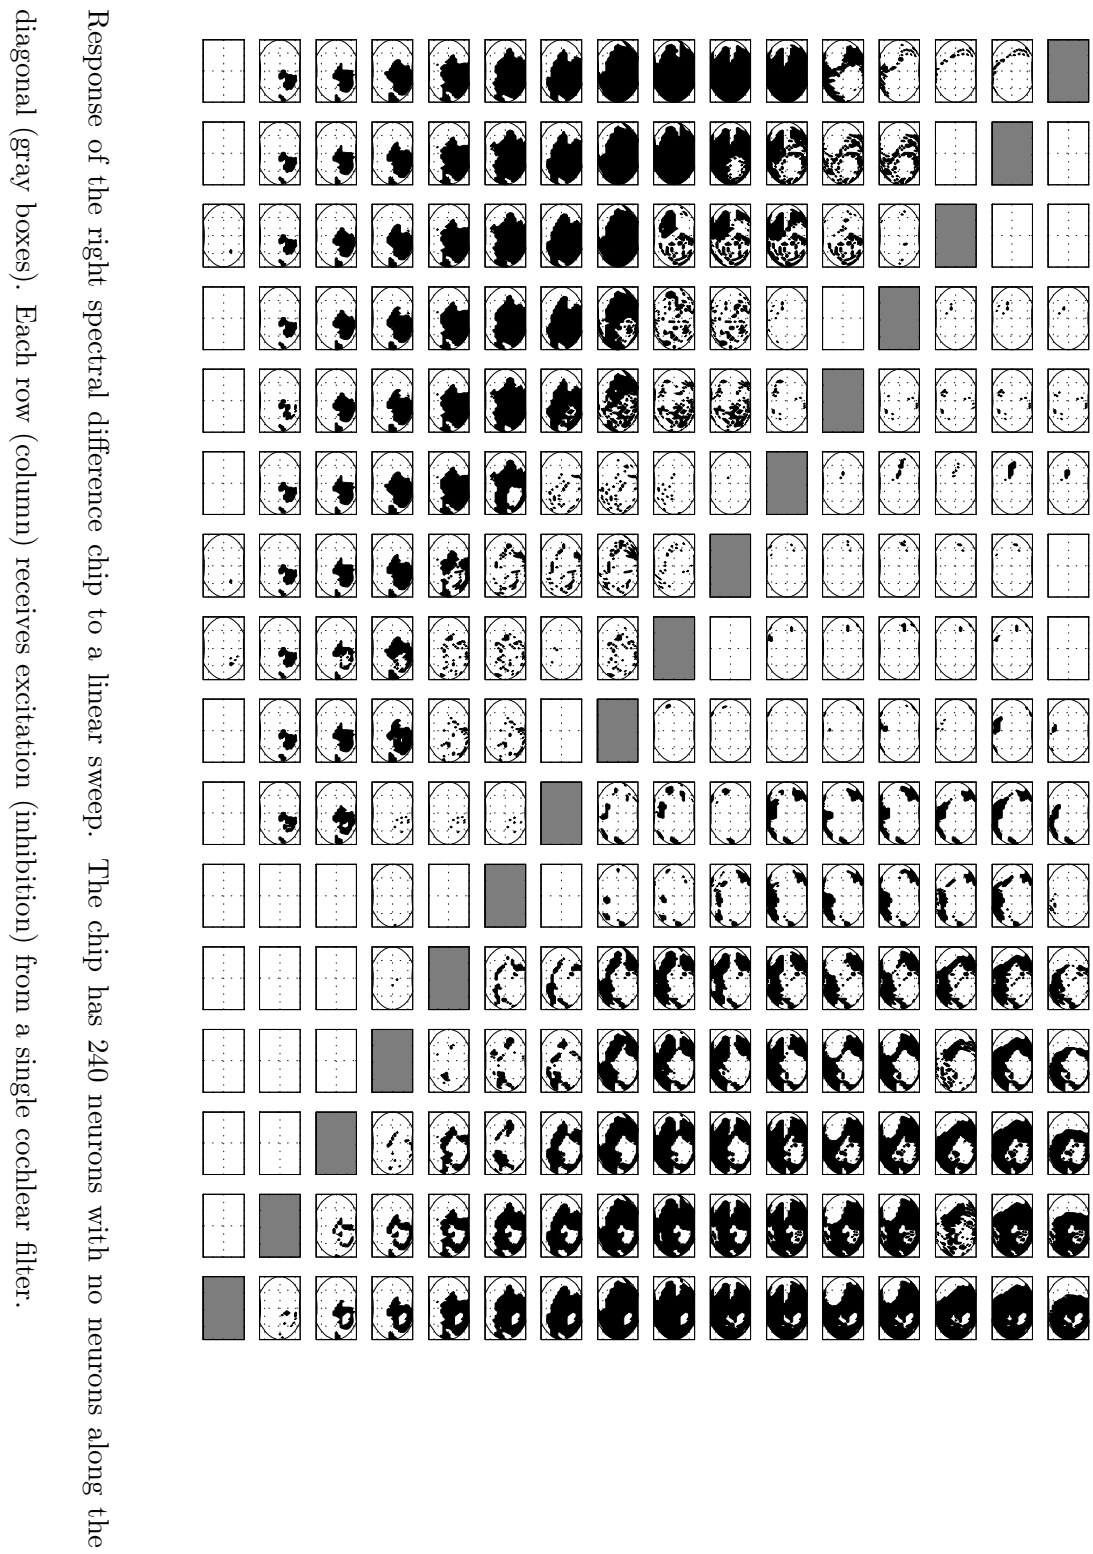 Response of the right spectral difference chip to a linear sweep. The chip has 240 neurons with no neurons along the
diagonal (gray boxes). Each row (column) receives excitation (inhibition) from a single cochlear filter.